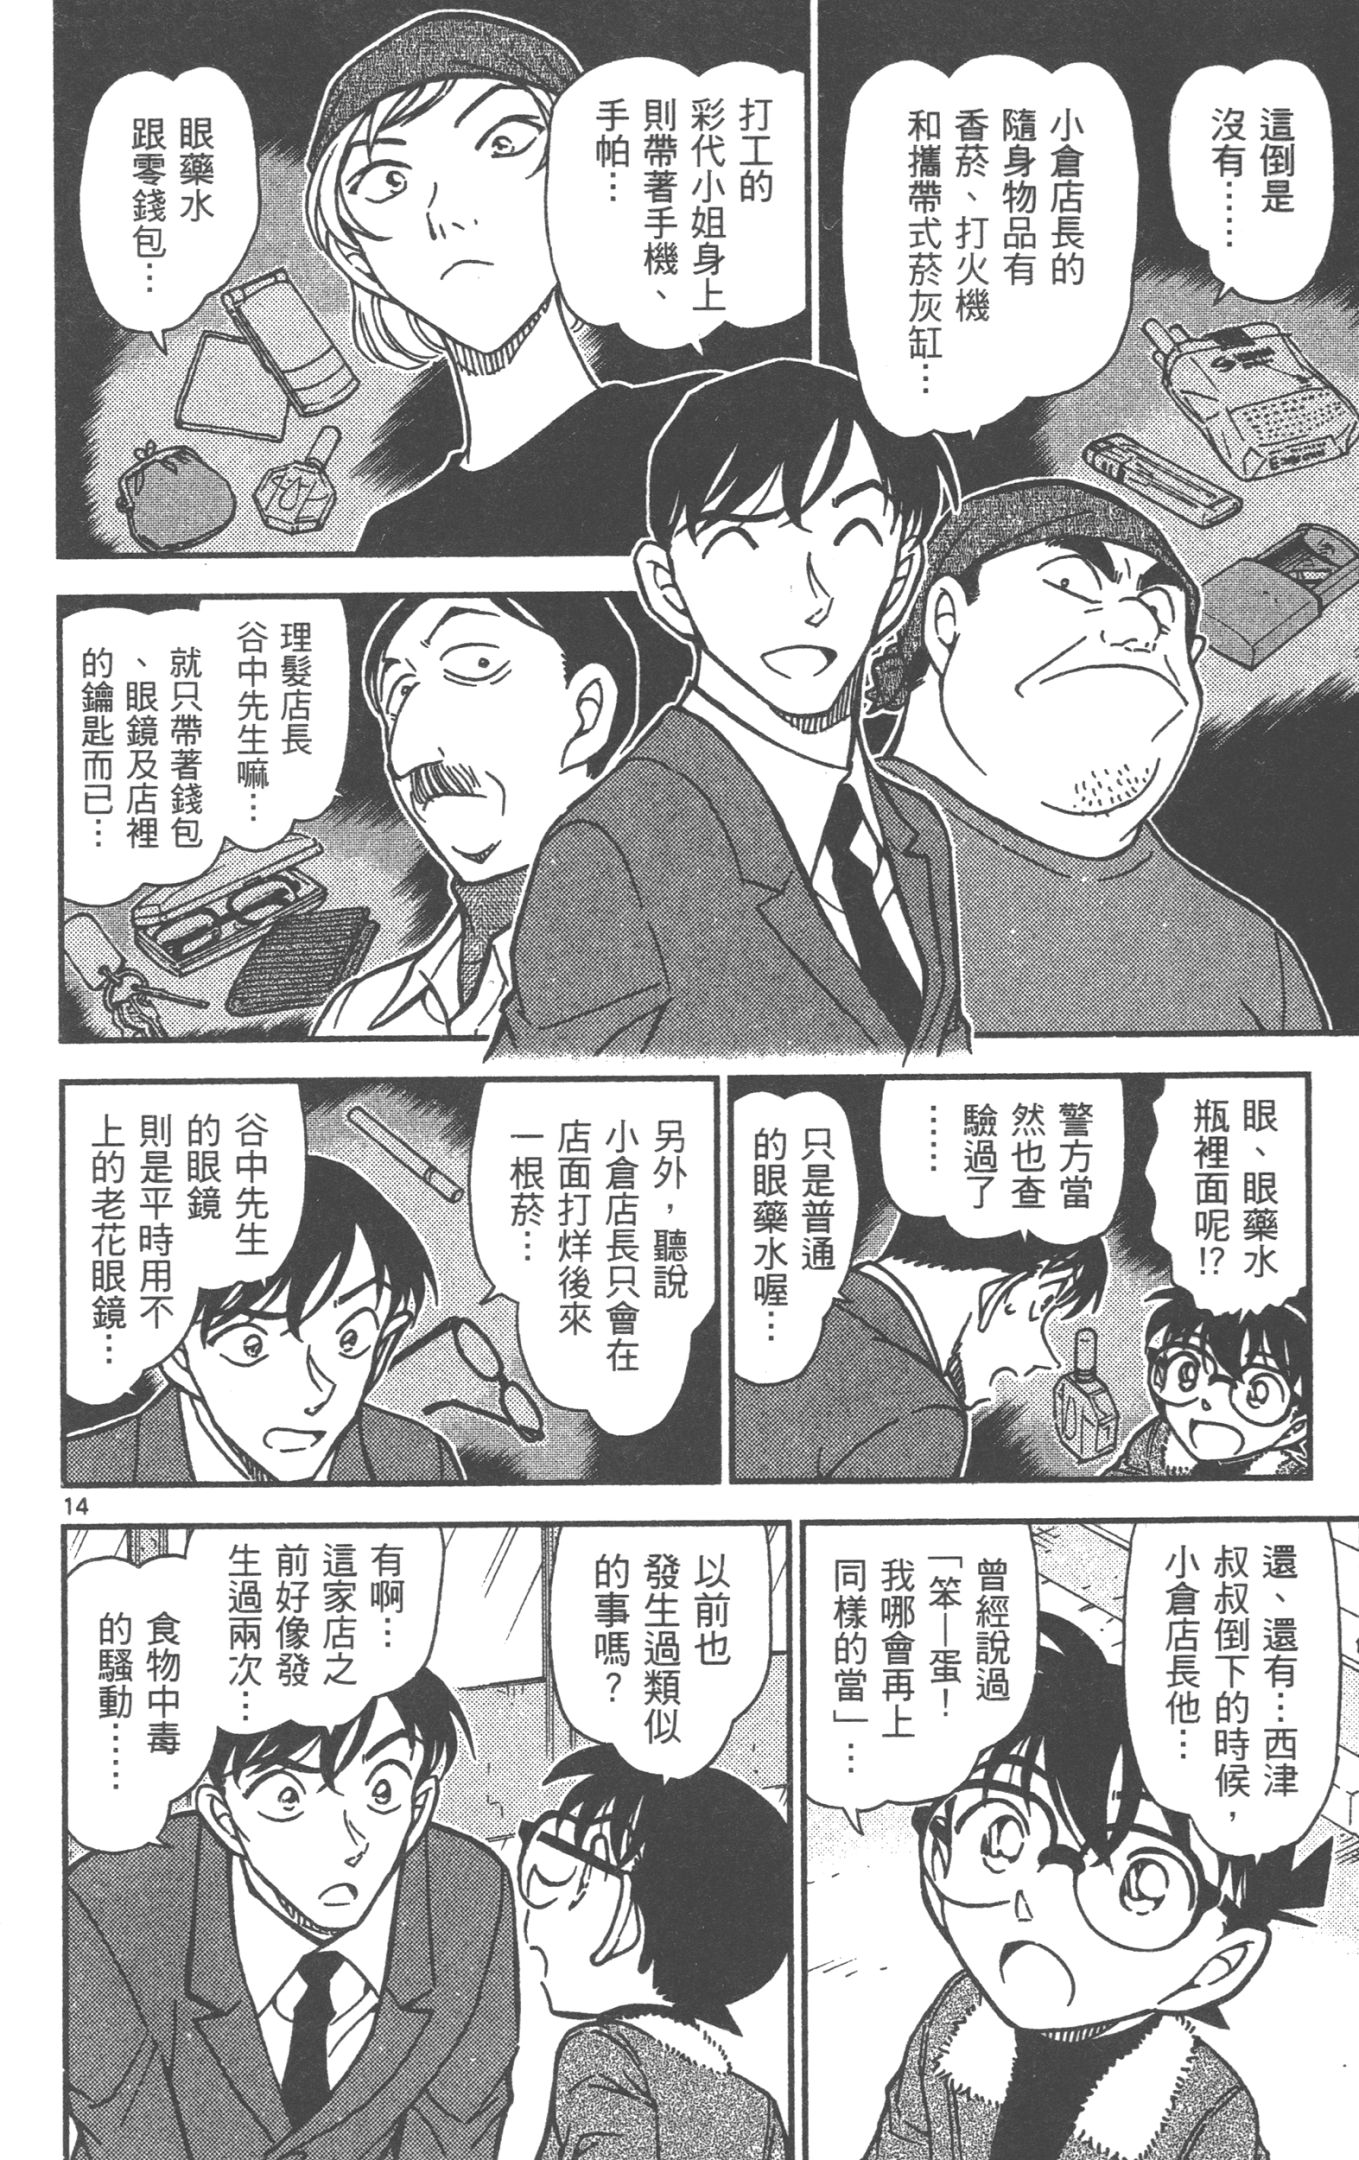 這倒是
沒有……
小倉店長的
隨身物品有
香菸、打火機
和攜帶式菸灰缸…
打工的
彩代小姐身上
則帶著手機、
手帕…
眼藥水
跟零錢包…
理髮店長
谷中先生嘛…
就只帶著錢包
、眼鏡及店裡
的鑰匙而已…
眼、眼藥水
瓶裡面呢!?
警方當
然也查
驗過了
……
只是普通
的眼藥水喔…
另外，聽說
小倉店長只會在
店面打烊後來
一根菸…
谷中先生
的眼鏡
則是平時用不
上的老花眼鏡…
14
還、還有…西津
叔叔倒下的時候，
小倉店長他…
曾經說過
「笨—蛋！
我哪會再上
同樣的當」…
以前也
發生過類似
的事嗎？
有啊…
這家店之
前好像發
生過兩次…
食物中毒
的騷動……